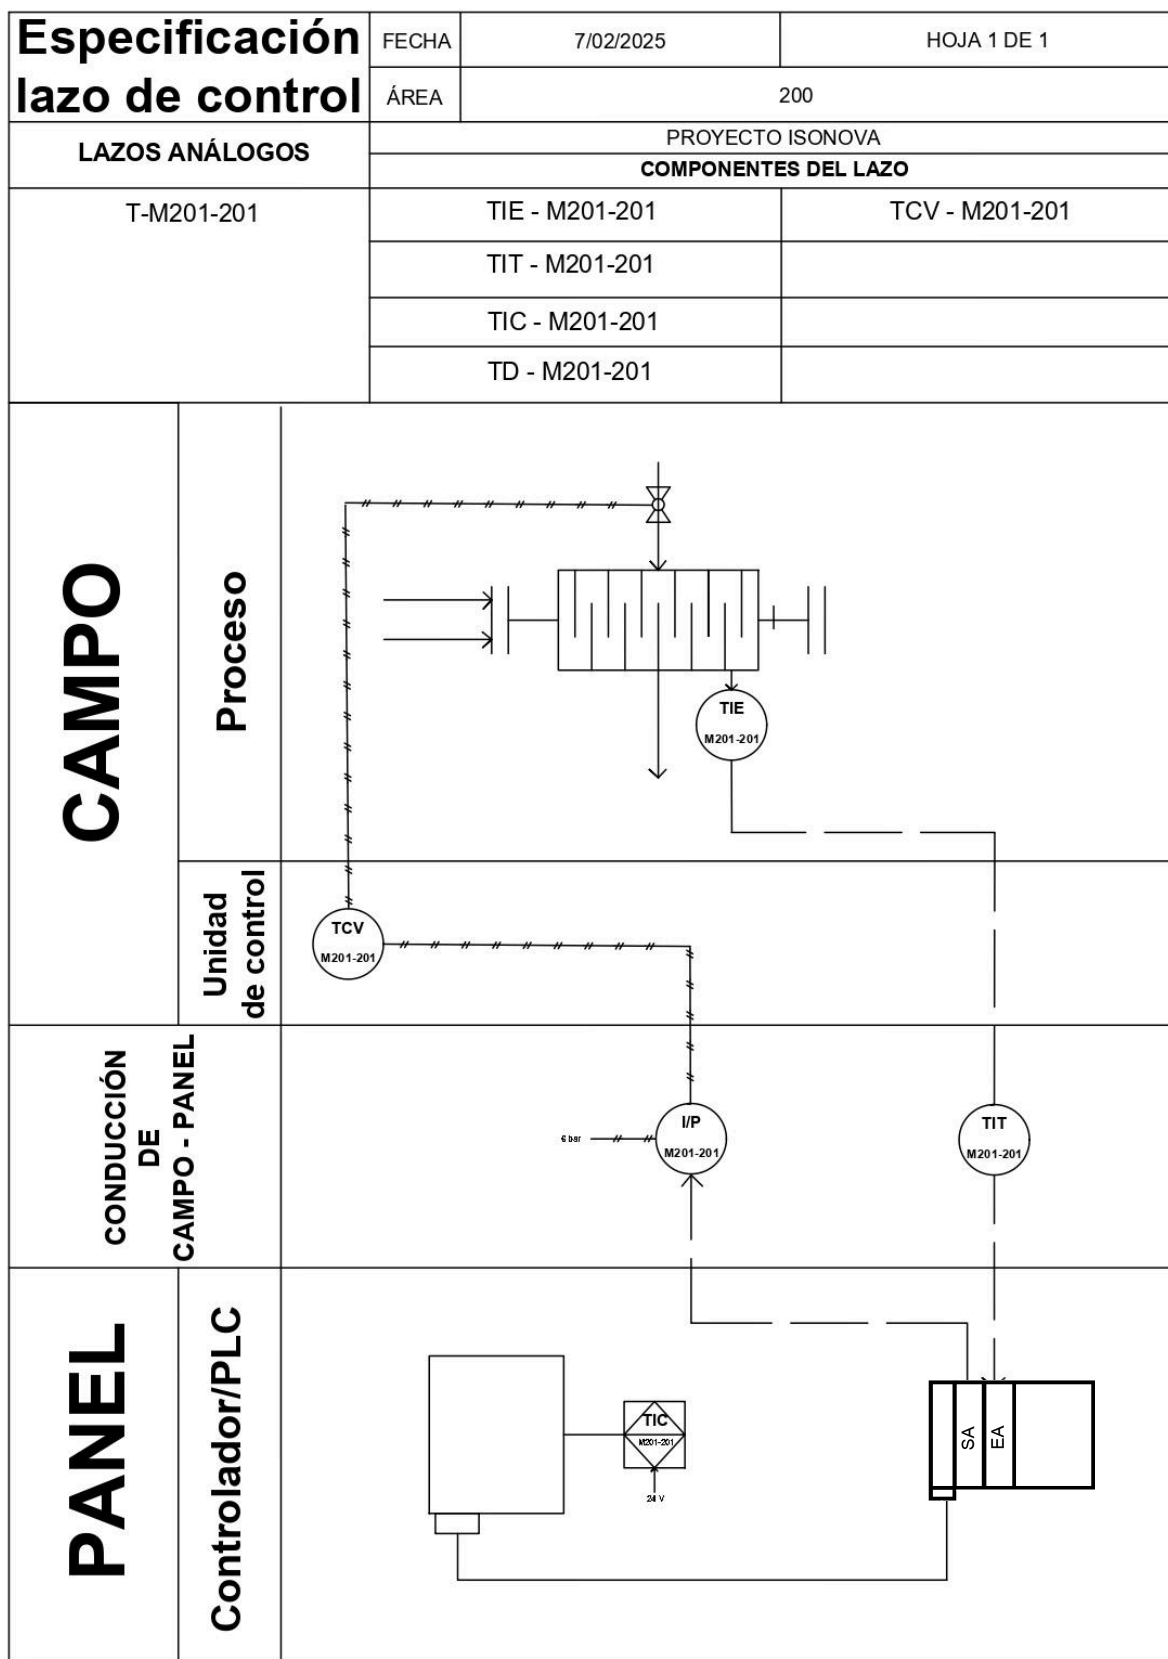 Especificación
lazo de control
FECHA
7/02/2025
HOJA 1 DE 1
ÁREA
200
LAZOS ANÁLOGOS
PROYECTO ISONOVA
COMPONENTES DEL LAZO
T-M201-201
TIE - M201-201
TCV - M201-201
TIT - M201-201
TIC - M201-201
TD - M201-201
CAMPO
Proceso
TIE
M201-201
Unidad
de control
TCV
M201-201
CONDUCCIÓN
DE
CAMPO - PANEL
6 bar
I/P
M201-201
TIT
M201-201
PANEL
Controlador/PLC
TIC
M201-201
24 V
SA
EA